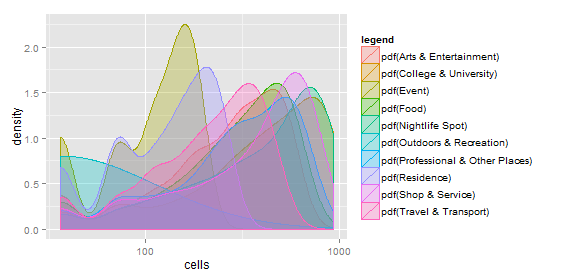 2.0
1.5
1.0
0.5
0.0
density
100
1000
cells
legend
pdf(Arts & Entertainment)
pdf(College & University)
pdf(Event)
pdf(Food)
pdf(Nightlife Spot)
pdf(Outdoors & Recreation)
pdf(Professional & Other Places)
pdf(Residence)
pdf(Shop & Service)
pdf(Travel & Transport)